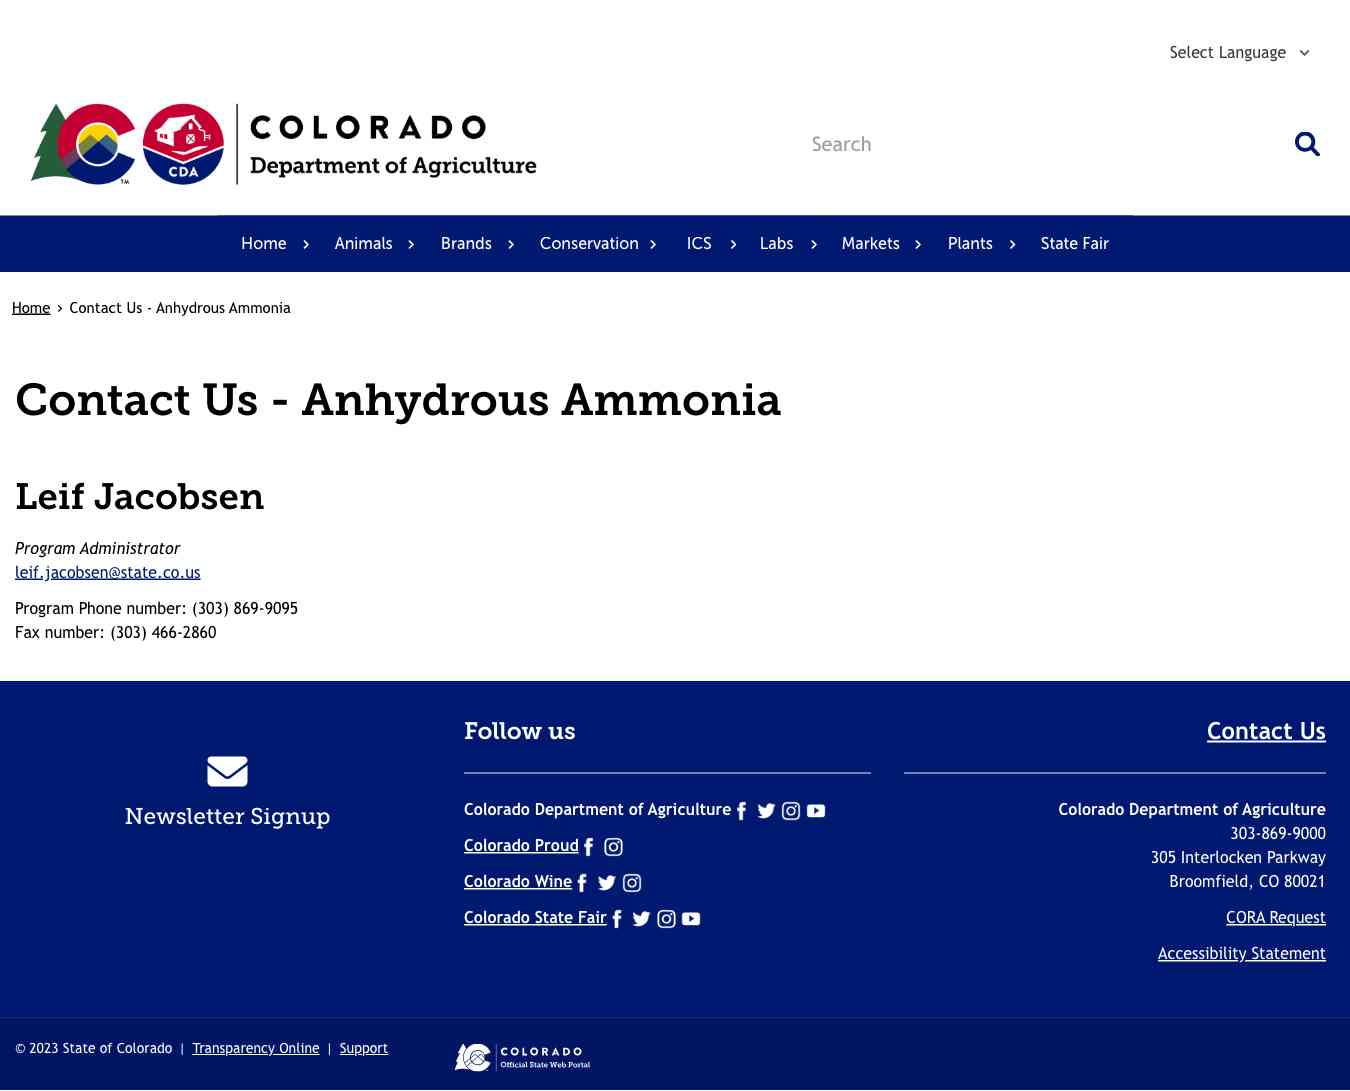 Select Language
COLORADO
Department of Agriculture
CDA
TM
Search
Home Animals Brands Conservation ICS Labs Markets Plants State Fair
Home › Contact Us - Anhydrous Ammonia
Contact Us - Anhydrous Ammonia
Leif Jacobsen
Program Administrator
leif.jacobsen@state.co.us
Program Phone number: (303) 869-9095
Fax number: (303) 466-2860
Newsletter Signup
Follow us
Colorado Department of Agriculture
Colorado Proud
Colorado Wine
Colorado State Fair
Contact Us
Colorado Department of Agriculture
303-869-9000
305 Interlocken Parkway
Broomfield, CO 80021
CORA Request
Accessibility Statement
© 2023 State of Colorado | Transparency Online | Support
COLORADO
Official State Web Portal